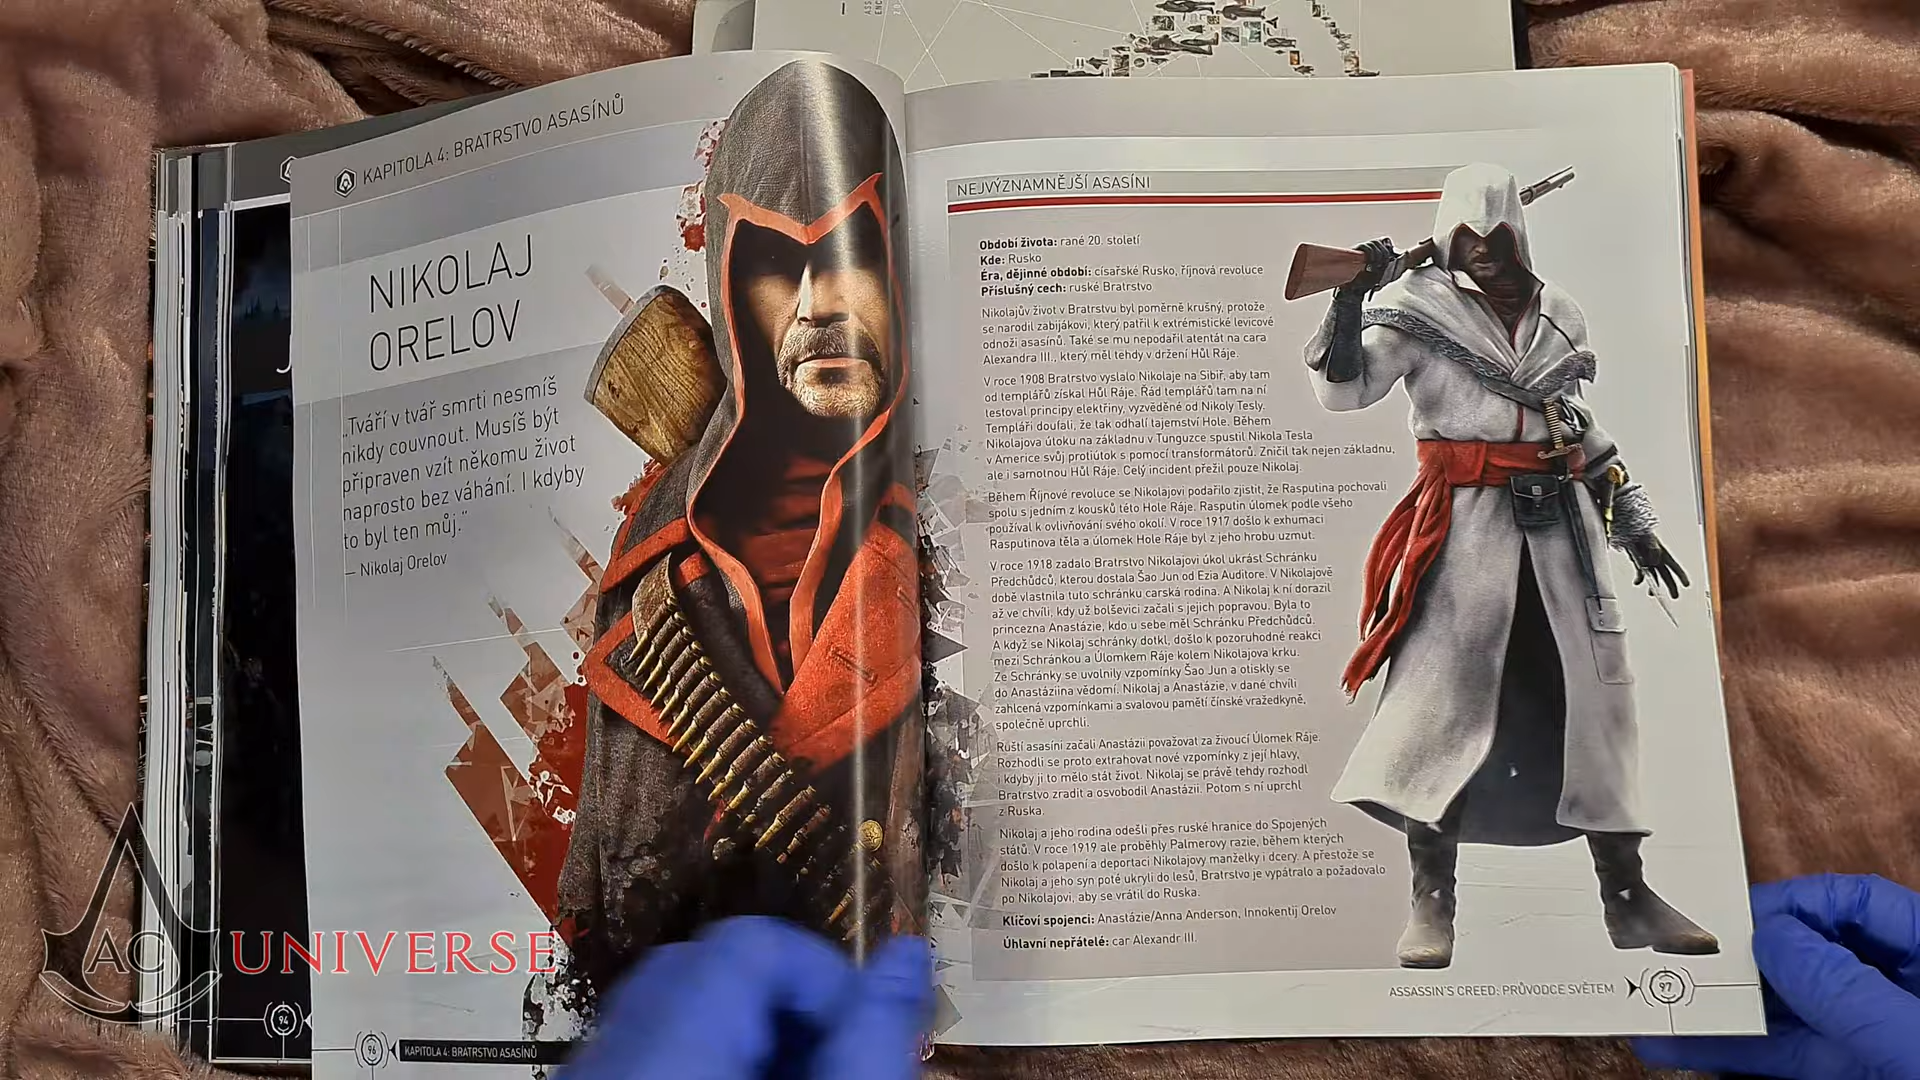 KAPITOLA 4: BRATRSTVO ASASÍNŮ
NIKOLAJ
ORELOV
„Tváří v tvář smrti nesmíš
nikdy couvnout. Musíš být
připraven vzít někomu život
naprosto bez váhání. I kdyby
to byl ten můj.“
— Nikolaj Orelov
94
96
KAPITOLA 4: BRATRSTVO ASASÍNŮ
NEJVÝZNAMNĚJŠÍ ASASÍNI
Období života: rané 20. století
Kde: Rusko
Éra, dějinné období: císařské Rusko, říjnová revoluce
Příslušný cech: ruské Bratrstvo
Nikolajův život v Bratrstvu byl poměrně krušný, protože
se narodil zabijákovi, který patřil k extrémistické levicové
odnoži asasínů. Také se mu nepodařil atentát na cara
Alexandra III., který měl tehdy v držení Hůl Ráje.
V roce 1908 Bratrstvo vyslalo Nikolaje na Sibiř, aby tam
od templářů získal Hůl Ráje. Řád templářů tam na ní
testoval principy elektřiny, vyzvěděné od Nikoly Tesly.
Templáři doufali, že tak odhalí tajemství Hole. Během
Nikolajova útoku na základnu v Tunguzce spustil Nikola Tesla
v Americe svůj protiútok s pomocí transformátorů. Zničil tak nejen základnu,
ale i samotnou Hůl Ráje. Celý incident přežil pouze Nikolaj.
Během Říjnové revoluce se Nikolajovi podařilo zjistit, že Rasputina pochovali
spolu s jedním z kousků této Hole Ráje. Rasputin úlomek podle všeho
používal k ovlivňování svého okolí. V roce 1917 došlo k exhumaci
Rasputinova těla a úlomek Hole Ráje byl z jeho hrobu uzmut.
V roce 1918 zadalo Bratrstvo Nikolajovi úkol ukrást Schránku
Předchůdců, kterou dostala Šao Jun od Ezia Auditore. V Nikolajově
době vlastnila tuto schránku carská rodina. A Nikolaj k ní dorazil
až ve chvíli, kdy už bolševici začali s jejich popravou. Byla to
princezna Anastázie, kdo u sebe měl Schránku Předchůdců.
A když se Nikolaj schránky dotkl, došlo k pozoruhodné reakci
mezi Schránkou a Úlomkem Ráje kolem Nikolajova krku.
Ze Schránky se uvolnily vzpomínky Šao Jun a otiskly se
do Anastáziina vědomí. Nikolaj a Anastázie, v dané chvíli
zahlcená vzpomínkami a svalovou pamětí čínské vražedkyně,
společně uprchli.
Ruští asasíni začali Anastázii považovat za živoucí Úlomek Ráje.
Rozhodli se proto extrahovat nové vzpomínky z její hlavy,
i kdyby ji to mělo stát život. Nikolaj se právě tehdy rozhodl
Bratrstvo zradit a osvobodil Anastázii. Potom s ní uprchl
z Ruska.
Nikolaj a jeho rodina odešli přes ruské hranice do Spojených
států. V roce 1919 ale proběhly Palmerovy razie, během kterých
došlo k polapení a deportaci Nikolajovy manželky i dcery. A přestože se
Nikolaj a jeho syn poté ukryli do lesů, Bratrstvo je vypátralo a požadovalo
po Nikolajovi, aby se vrátil do Ruska.
Klíčoví spojenci: Anastázie/Anna Anderson, Innokentij Orelov
Úhlavní nepřátelé: car Alexandr III.
ASSASSIN'S CREED: PRŮVODCE SVĚTEM
97
AC UNIVERSE